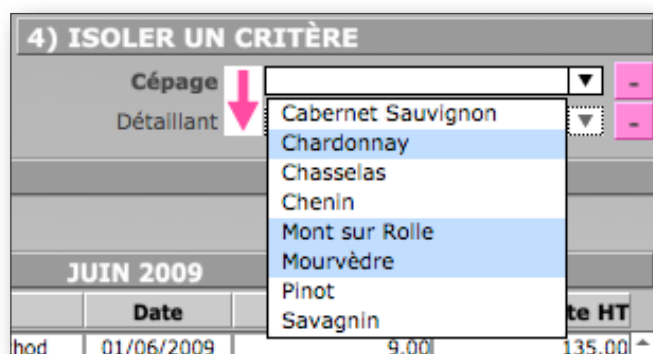 4) ISOLER UN CRITÈRE
Cépage
-
Détaillant
-
Cabernet Sauvignon
Chardonnay
Chasselas
Chenin
Mont sur Rolle
Mourvèdre
Pinot
Savagnin
JUIN 2009
Date te HT
hod 01/06/2009 9.00 135.00